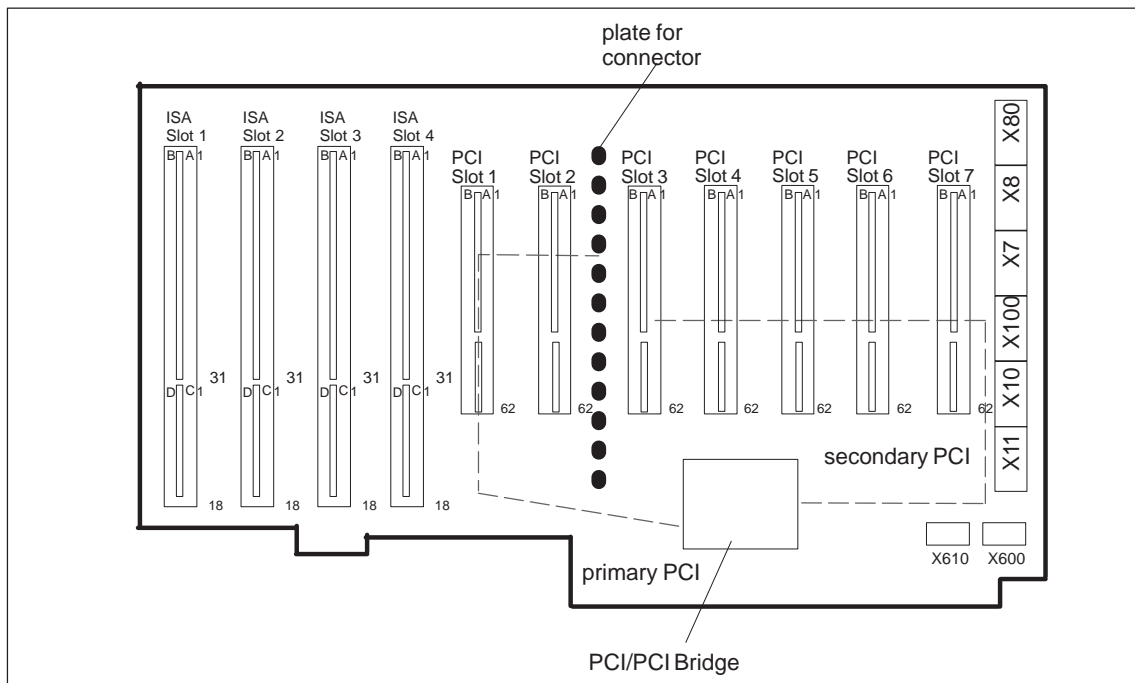 plate for
connector
ISA
Slot 1
ISA
Slot 2
ISA
Slot 3
ISA
Slot 4
PCI
Slot 1
PCI
Slot 2
PCI
Slot 3
PCI
Slot 4
PCI
Slot 5
PCI
Slot 6
PCI
Slot 7
B A 1
B A 1
B A 1
B A 1
B A 1
B A 1
B A 1
B A 1
B A 1
B A 1
B A 1
31
31
31
31
D C 1
D C 1
D C 1
D C 1
62
62
62
62
62
62
62
18
18
18
18
X80
X8
X7
X100
X10
X11
secondary PCI
X610
X600
primary PCI
PCI/PCI Bridge